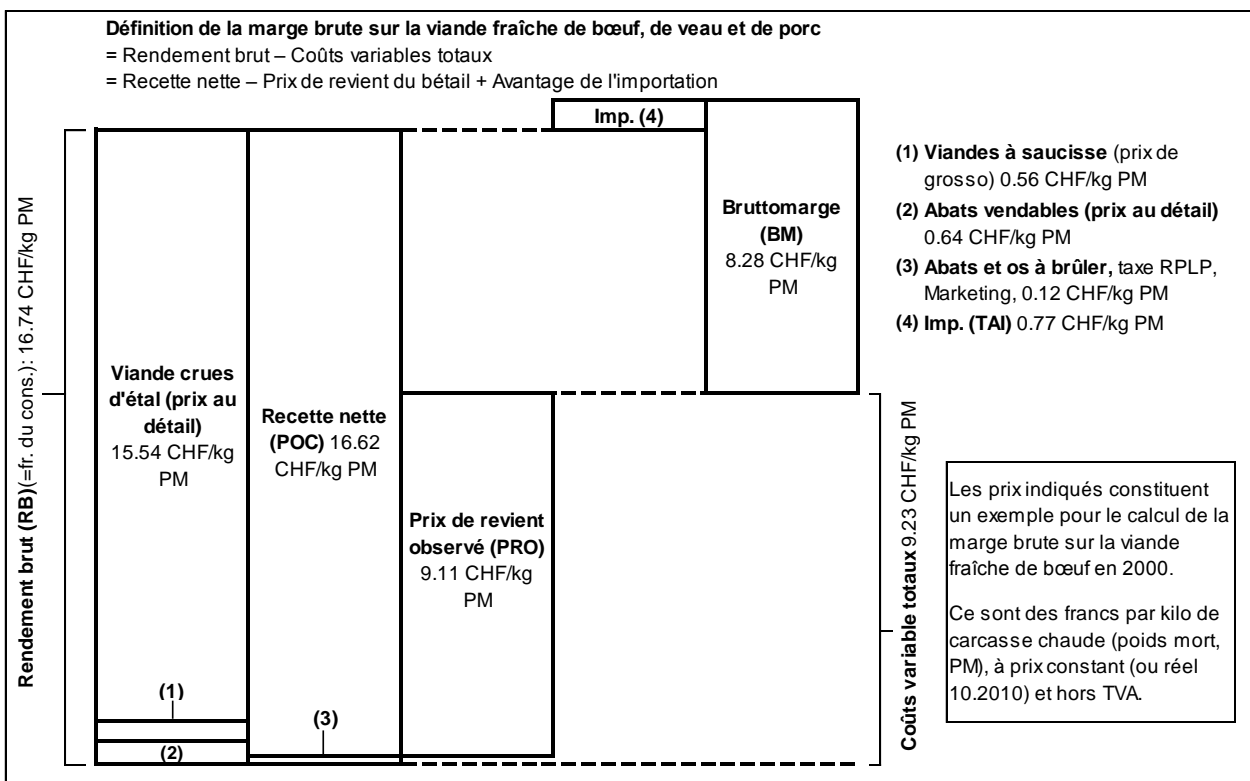 Définition de la marge brute sur la viande fraîche de bœuf, de veau et de porc
= Rendement brut – Coûts variables totaux
= Recette nette – Prix de revient du bétail + Avantage de l'importation
Rendement brut (RB)(=fr. du cons.): 16.74 CHF/kg PM
Viande crues
d'étal (prix au
détail)
15.54 CHF/kg
PM
(1)
(2)
Recette nette
(POC) 16.62
CHF/kg PM
(3)
Prix de revient
observé (PRO)
9.11 CHF/kg
PM
Imp. (4)
Bruttomarge
(BM)
8.28 CHF/kg
PM
Coûts variable totaux 9.23 CHF/kg PM
(1) Viandes à saucisse (prix de
grosso) 0.56 CHF/kg PM
(2) Abats vendables (prix au détail)
0.64 CHF/kg PM
(3) Abats et os à brûler, taxe RPLP,
Marketing, 0.12 CHF/kg PM
(4) Imp. (TAI) 0.77 CHF/kg PM
Les prix indiqués constituent
un exemple pour le calcul de la
marge brute sur la viande
fraîche de bœuf en 2000.
Ce sont des francs par kilo de
carcasse chaude (poids mort,
PM), à prix constant (ou réel
10.2010) et hors TVA.